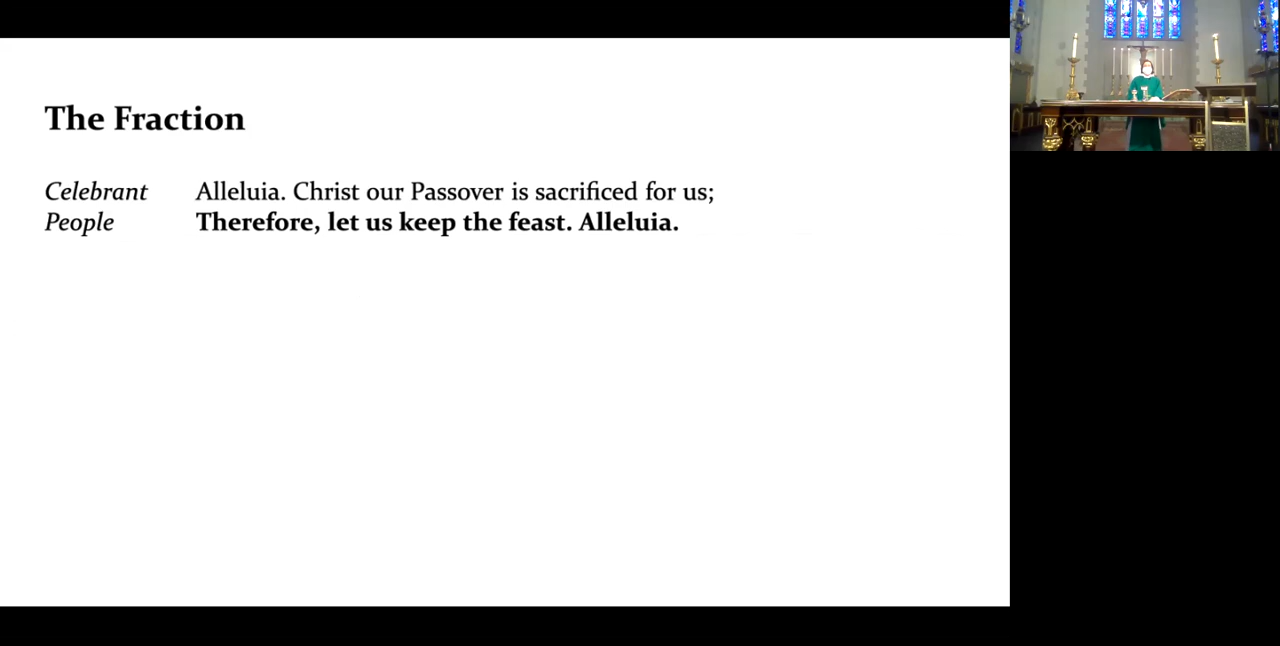 The Fraction
Celebrant Alleluia. Christ our Passover is sacrificed for us;
People Therefore, let us keep the feast. Alleluia.